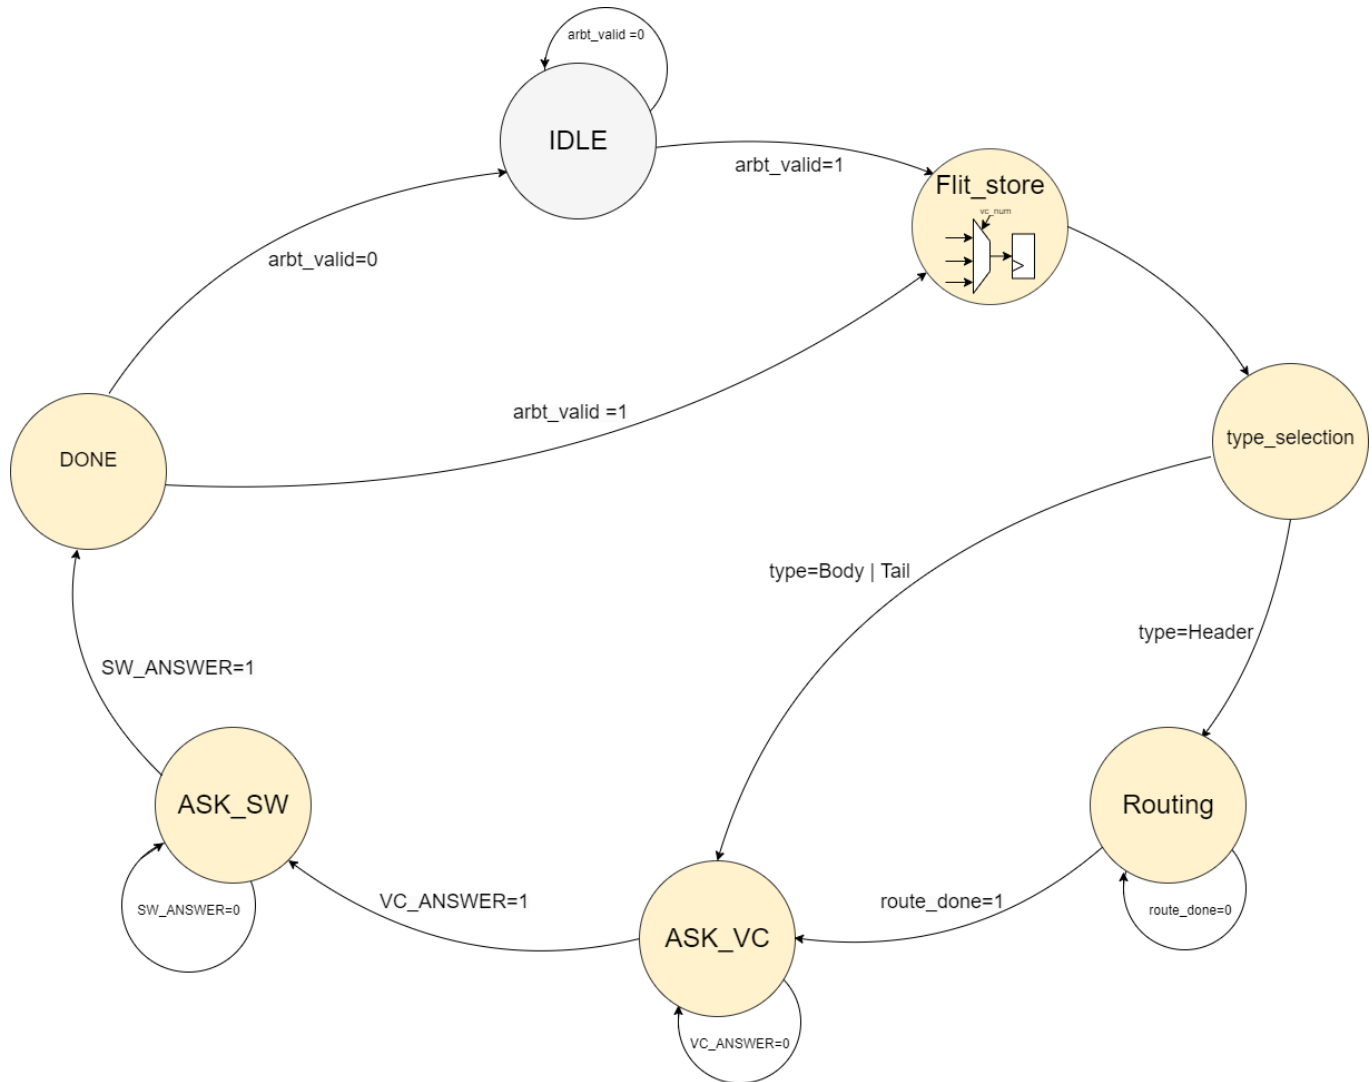 arbt_valid =0
IDLE
arbt_valid=1
Flit_store
vc_num
arbt_valid=0
arbt_valid =1
type_selection
DONE
type=Body | Tail
type=Header
SW_ANSWER=1
ASK_SW
Routing
VC_ANSWER=1
route_done=1
SW_ANSWER=0
route_done=0
ASK_VC
VC_ANSWER=0